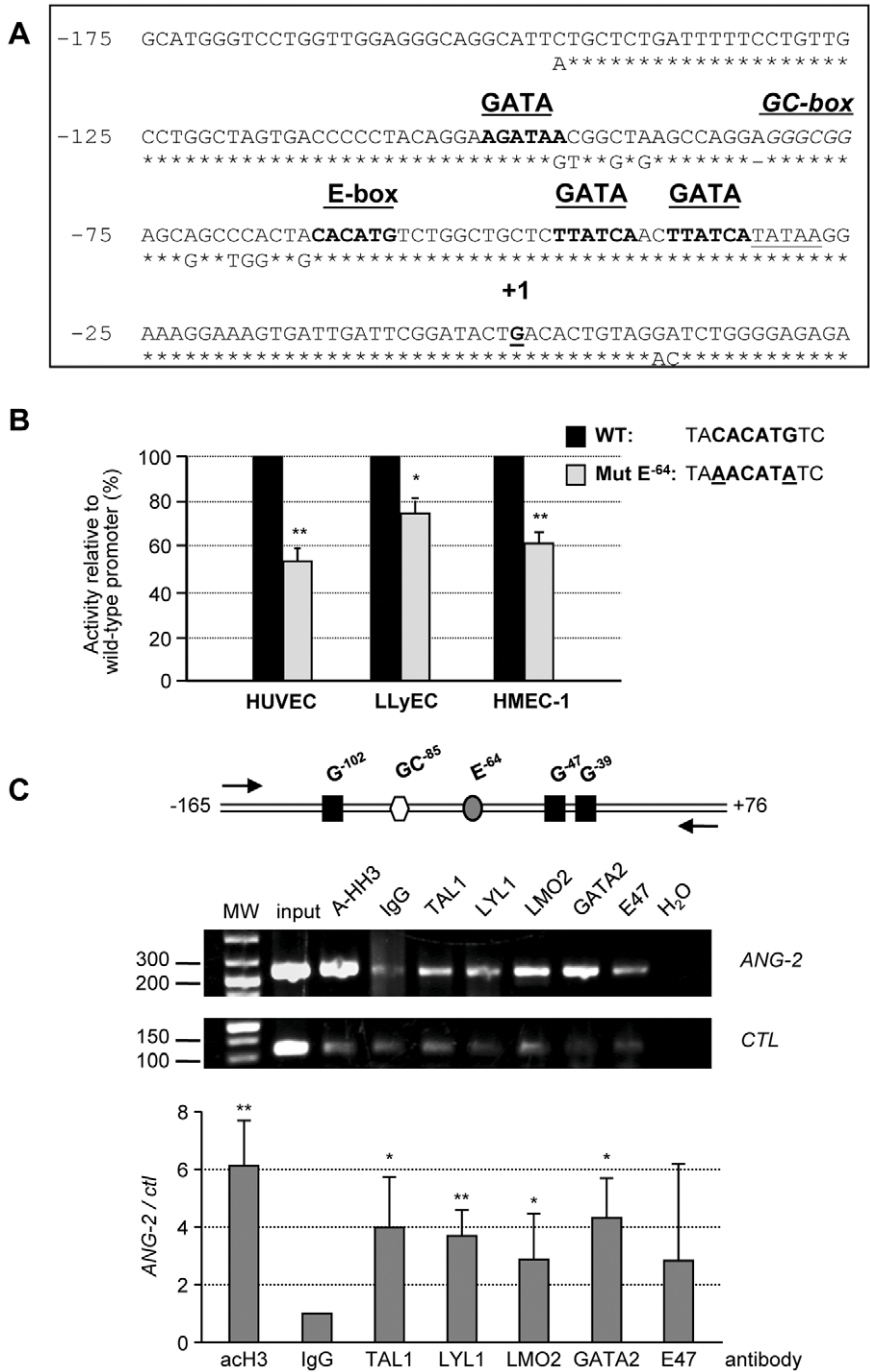 A
-175 GCATGGGTCCTGGTTGGAGGGCAGGCATTCTGCTCTGATTTTTCCTGTTG
A********************
GATA GC-box
-125 CCTGGCTAGTGACCCCCTACAGGAAGATAACGGCTAAGCCAGGAGGGCGG
*****************************GT**G*G*******-******
E-box GATA GATA
-75 AGCAGCCCACTACACATGTCTGGCTGCTCTTATCAACTTATCATATAAGG
***G**TGG**G**************************************
+1
-25 AAAGGAAAGTGATTGATTCGGATACTGACACTGTAGGATCTGGGGAGAGA
************************************AC************
B
WT: TACACATGTC
Mut E-64: TAAACATATC
Activity relative to
wild-type promoter (%)
100
80
60
40
20
0
** * **
HUVEC LLyEC HMEC-1
C
G-102 GC-85 E-64 G-47 G-39
-165 +76
MW input A-HH3 IgG TAL1 LYL1 LMO2 GATA2 E47 H2O
300
200
ANG-2
150
100
CTL
ANG-2 / ctl
8
6
4
2
0
** * ** * *
acH3 IgG TAL1 LYL1 LMO2 GATA2 E47 antibody